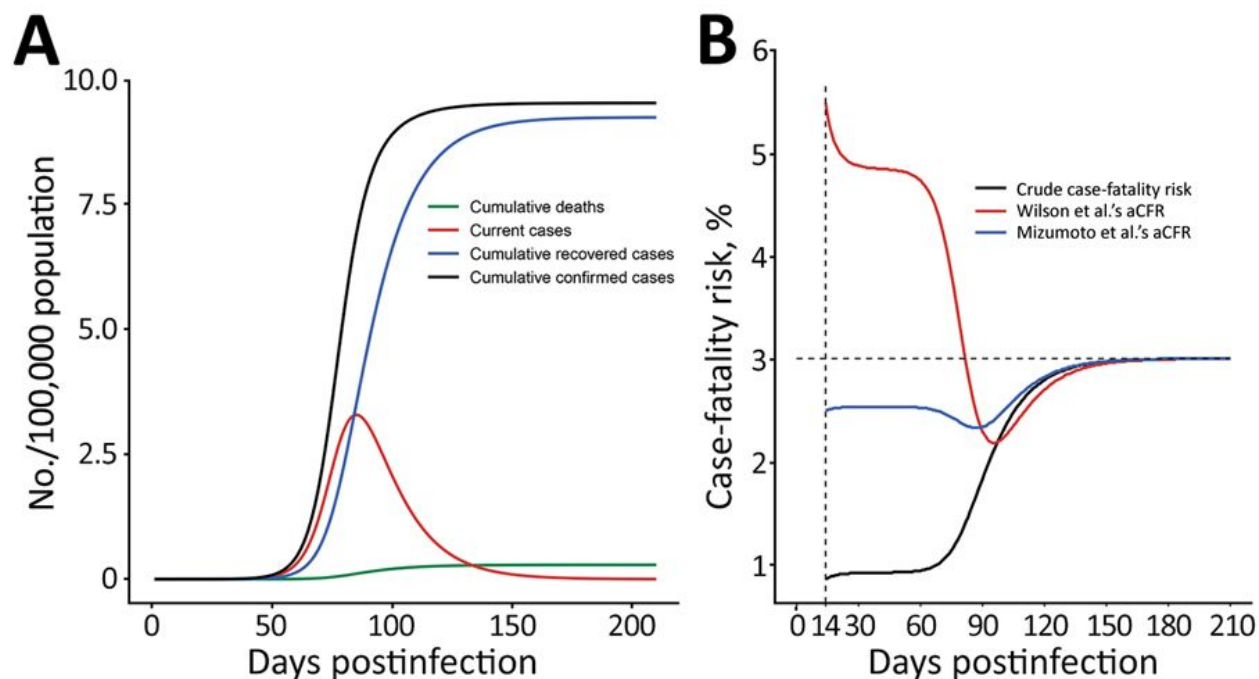 A
No./100,000 population
10.0
7.5
5.0
2.5
0
Cumulative deaths
Current cases
Cumulative recovered cases
Cumulative confirmed cases
0 50 100 150 200
Days postinfection
B
Case-fatality risk, %
6
5
4
3
2
1
Crude case-fatality risk
Wilson et al.'s aCFR
Mizumoto et al.'s aCFR
0 14 30 60 90 120 150 180 210
Days postinfection